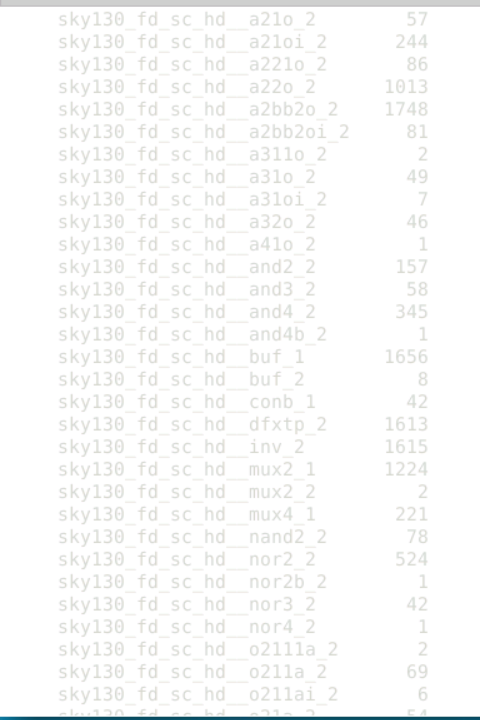 sky130_fd_sc_hd__a21o_2 57
sky130_fd_sc_hd__a21oi_2 244
sky130_fd_sc_hd__a221o_2 86
sky130_fd_sc_hd__a22o_2 1013
sky130_fd_sc_hd__a2bb2o_2 1748
sky130_fd_sc_hd__a2bb2oi_2 81
sky130_fd_sc_hd__a311o_2 2
sky130_fd_sc_hd__a31o_2 49
sky130_fd_sc_hd__a31oi_2 7
sky130_fd_sc_hd__a32o_2 46
sky130_fd_sc_hd__a41o_2 1
sky130_fd_sc_hd__and2_2 157
sky130_fd_sc_hd__and3_2 58
sky130_fd_sc_hd__and4_2 345
sky130_fd_sc_hd__and4b_2 1
sky130_fd_sc_hd__buf_1 1656
sky130_fd_sc_hd__buf_2 8
sky130_fd_sc_hd__conb_1 42
sky130_fd_sc_hd__dfxtp_2 1613
sky130_fd_sc_hd__inv_2 1615
sky130_fd_sc_hd__mux2_1 1224
sky130_fd_sc_hd__mux2_2 2
sky130_fd_sc_hd__mux4_1 221
sky130_fd_sc_hd__nand2_2 78
sky130_fd_sc_hd__nor2_2 524
sky130_fd_sc_hd__nor2b_2 1
sky130_fd_sc_hd__nor3_2 42
sky130_fd_sc_hd__nor4_2 1
sky130_fd_sc_hd__o2111a_2 2
sky130_fd_sc_hd__o211a_2 69
sky130_fd_sc_hd__o211ai_2 6